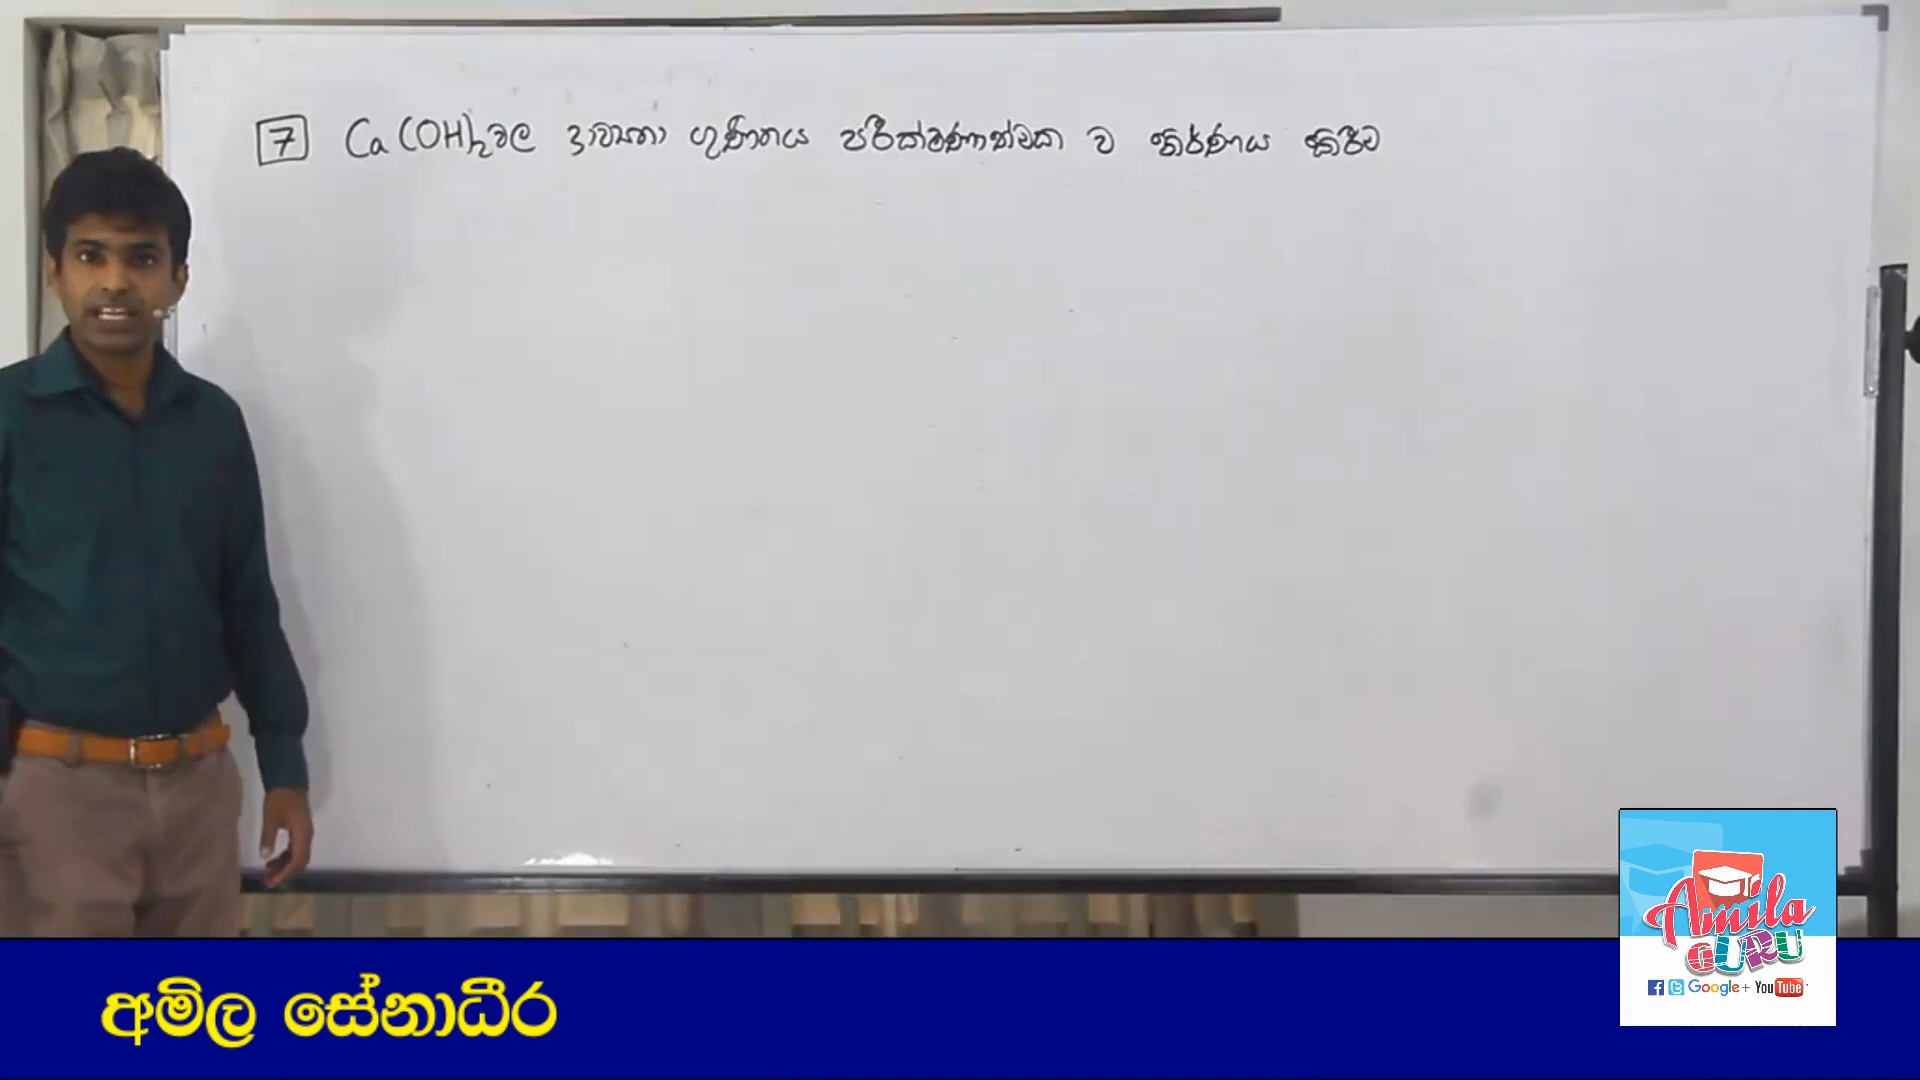 7 Ca(OH)₂වල ද්‍රාව්‍යතා ගුණිතය පරීක්ෂණාත්මක ව නිර්ණය කිරීම
Amila
GURU
Google+ YouTube
අමිල සේනාධීර